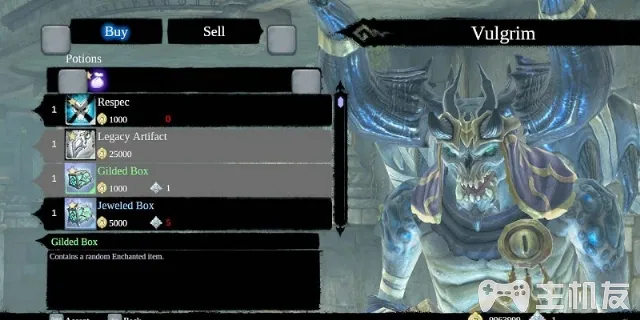 Buy
Sell
Vulgrim
Potions
1 Respec
1000 0
1 Legacy Artifact
25000
1 Gilded Box
1000 1
1 Jeweled Box
5000 5
Gilded Box
Contains a random Enchanted item.
主机友